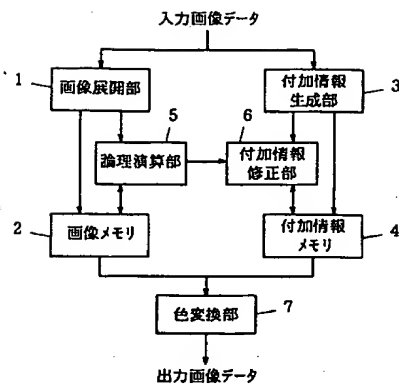 入力画像データ
1
画像展開部
付加情報
生成部
3
5
6
論理演算部
付加情報
修正部
2
画像メモリ
付加情報
メモリ
4
色変換部
7
出力画像データ